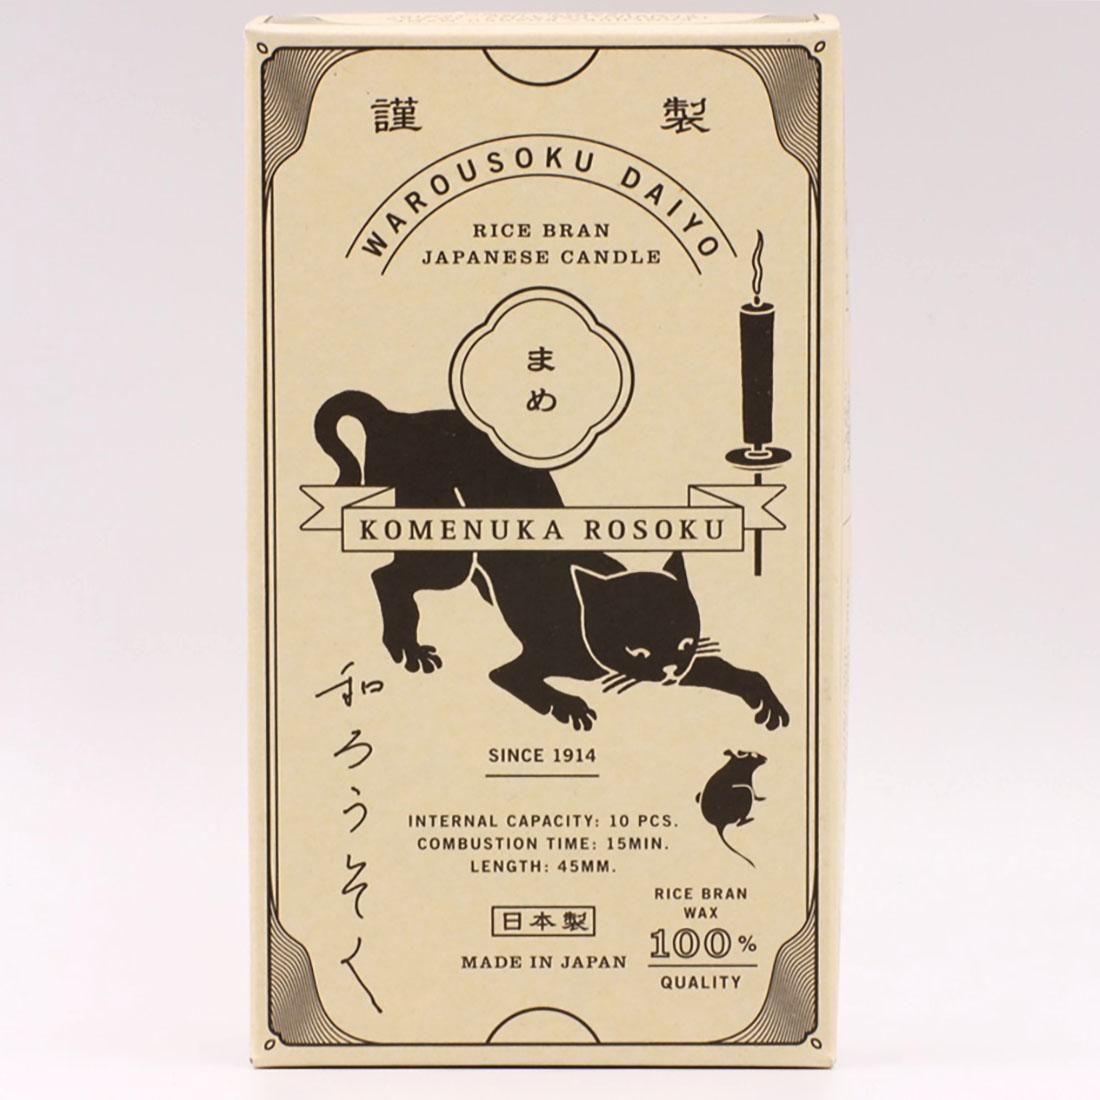 謹製
WAROUSOKU DAIYO
RICE BRAN
JAPANESE CANDLE
まめ
KOMENUKA ROSOKU
和ろうそく
SINCE 1914
INTERNAL CAPACITY: 10 PCS.
COMBUSTION TIME: 15MIN.
LENGTH: 45MM.
日本製
MADE IN JAPAN
RICE BRAN
WAX
100%
QUALITY